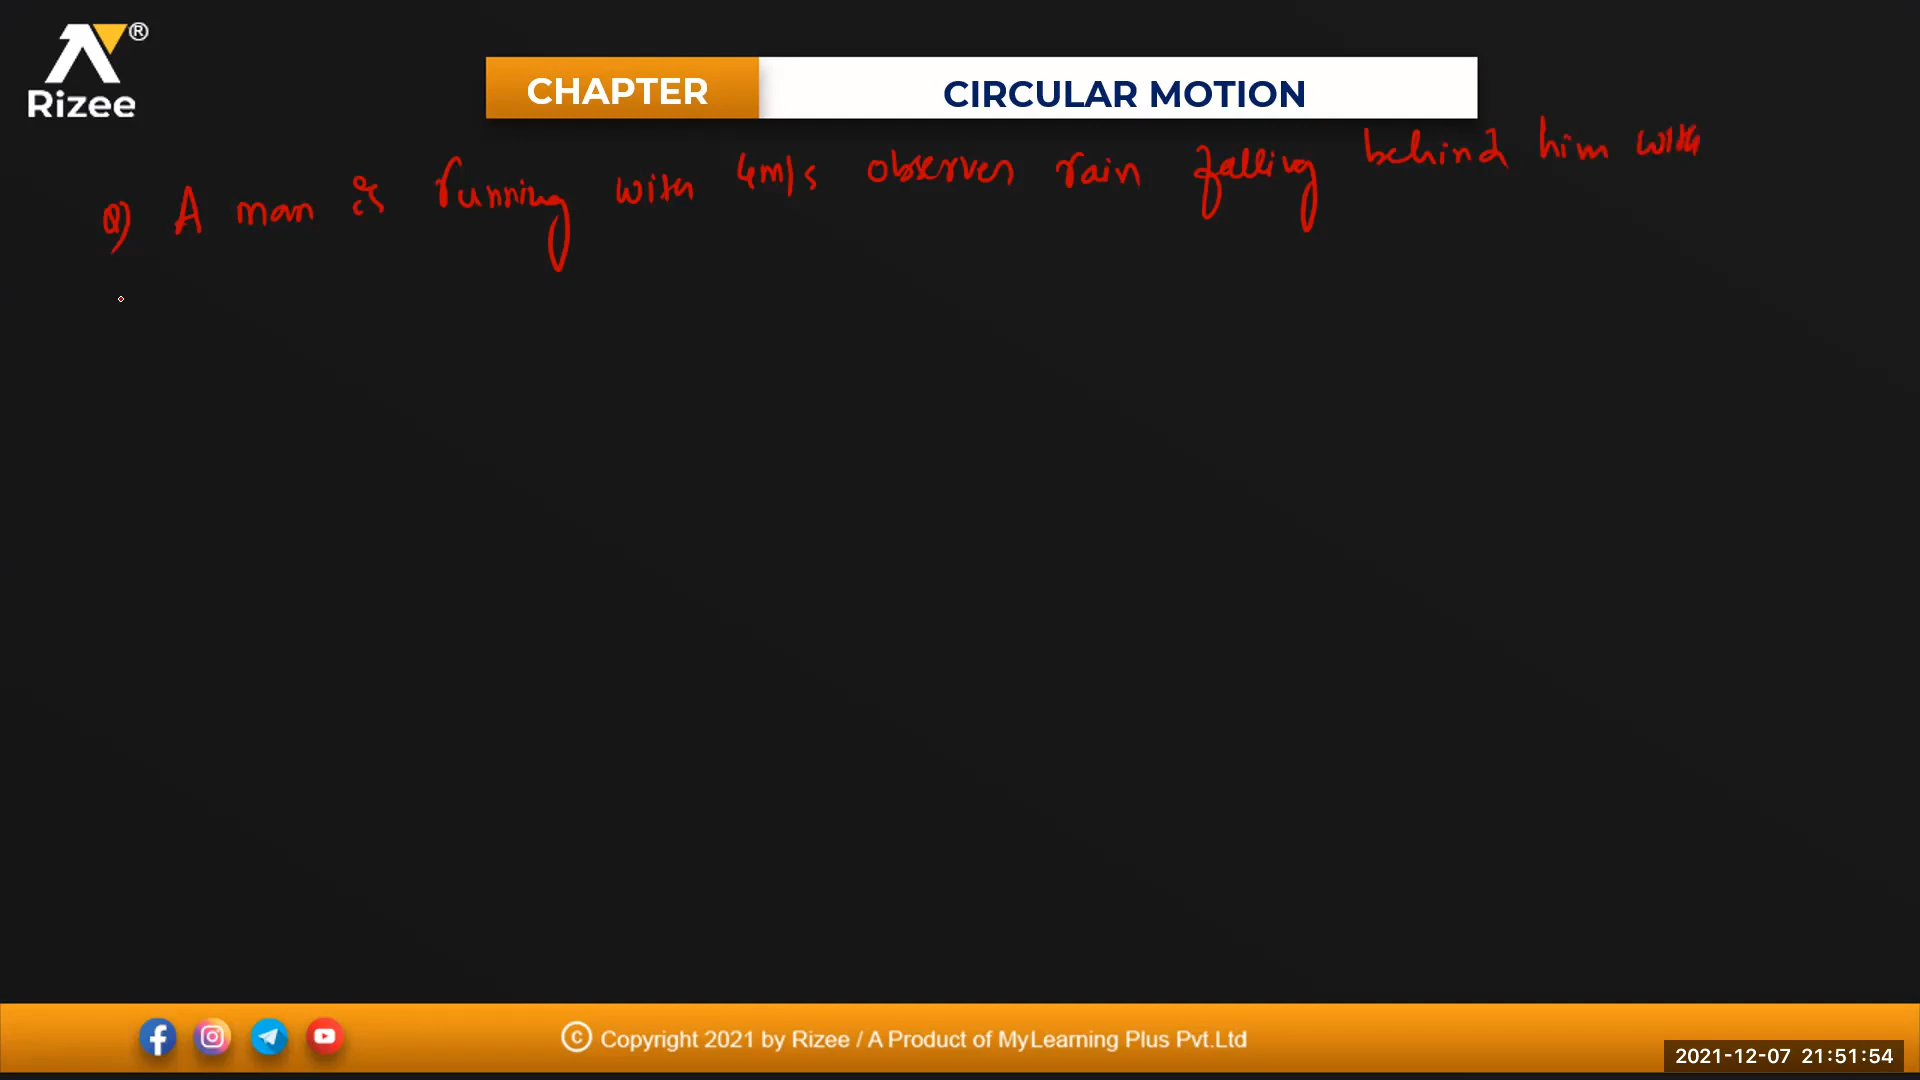 Rizee®
CHAPTER
CIRCULAR MOTION
Q) A man is running with 4m/s observes rain falling behind him with
© Copyright 2021 by Rizee / A Product of MyLearning Plus Pvt.Ltd
2021-12-07 21:51:54